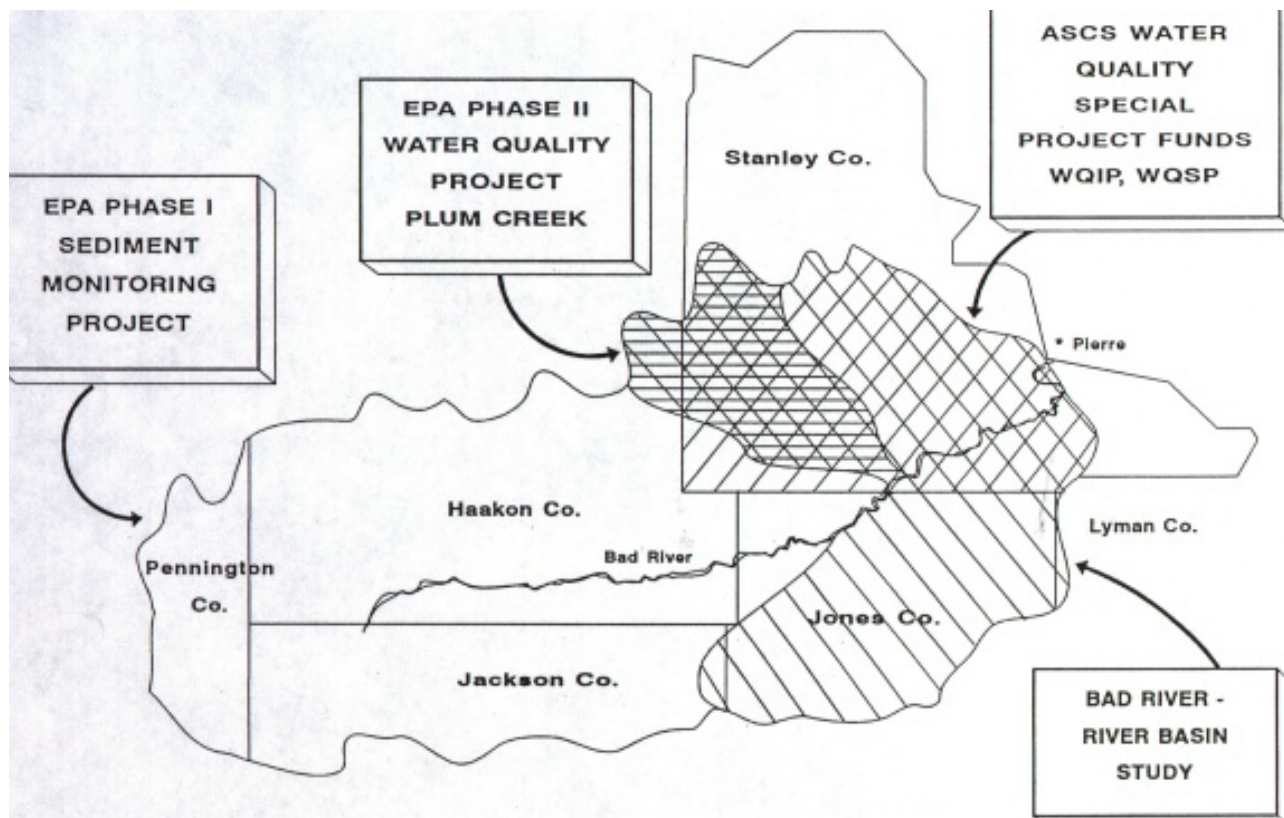 ASCS WATER
QUALITY
SPECIAL
PROJECT FUNDS
WQIP, WQSP
EPA PHASE II
WATER QUALITY
PROJECT
PLUM CREEK
Stanley Co.
EPA PHASE I
SEDIMENT
MONITORING
PROJECT
* Pierre
Haakon Co.
Lyman Co.
Bad River
Pennington
Co.
Jones Co.
Jackson Co.
BAD RIVER -
RIVER BASIN
STUDY